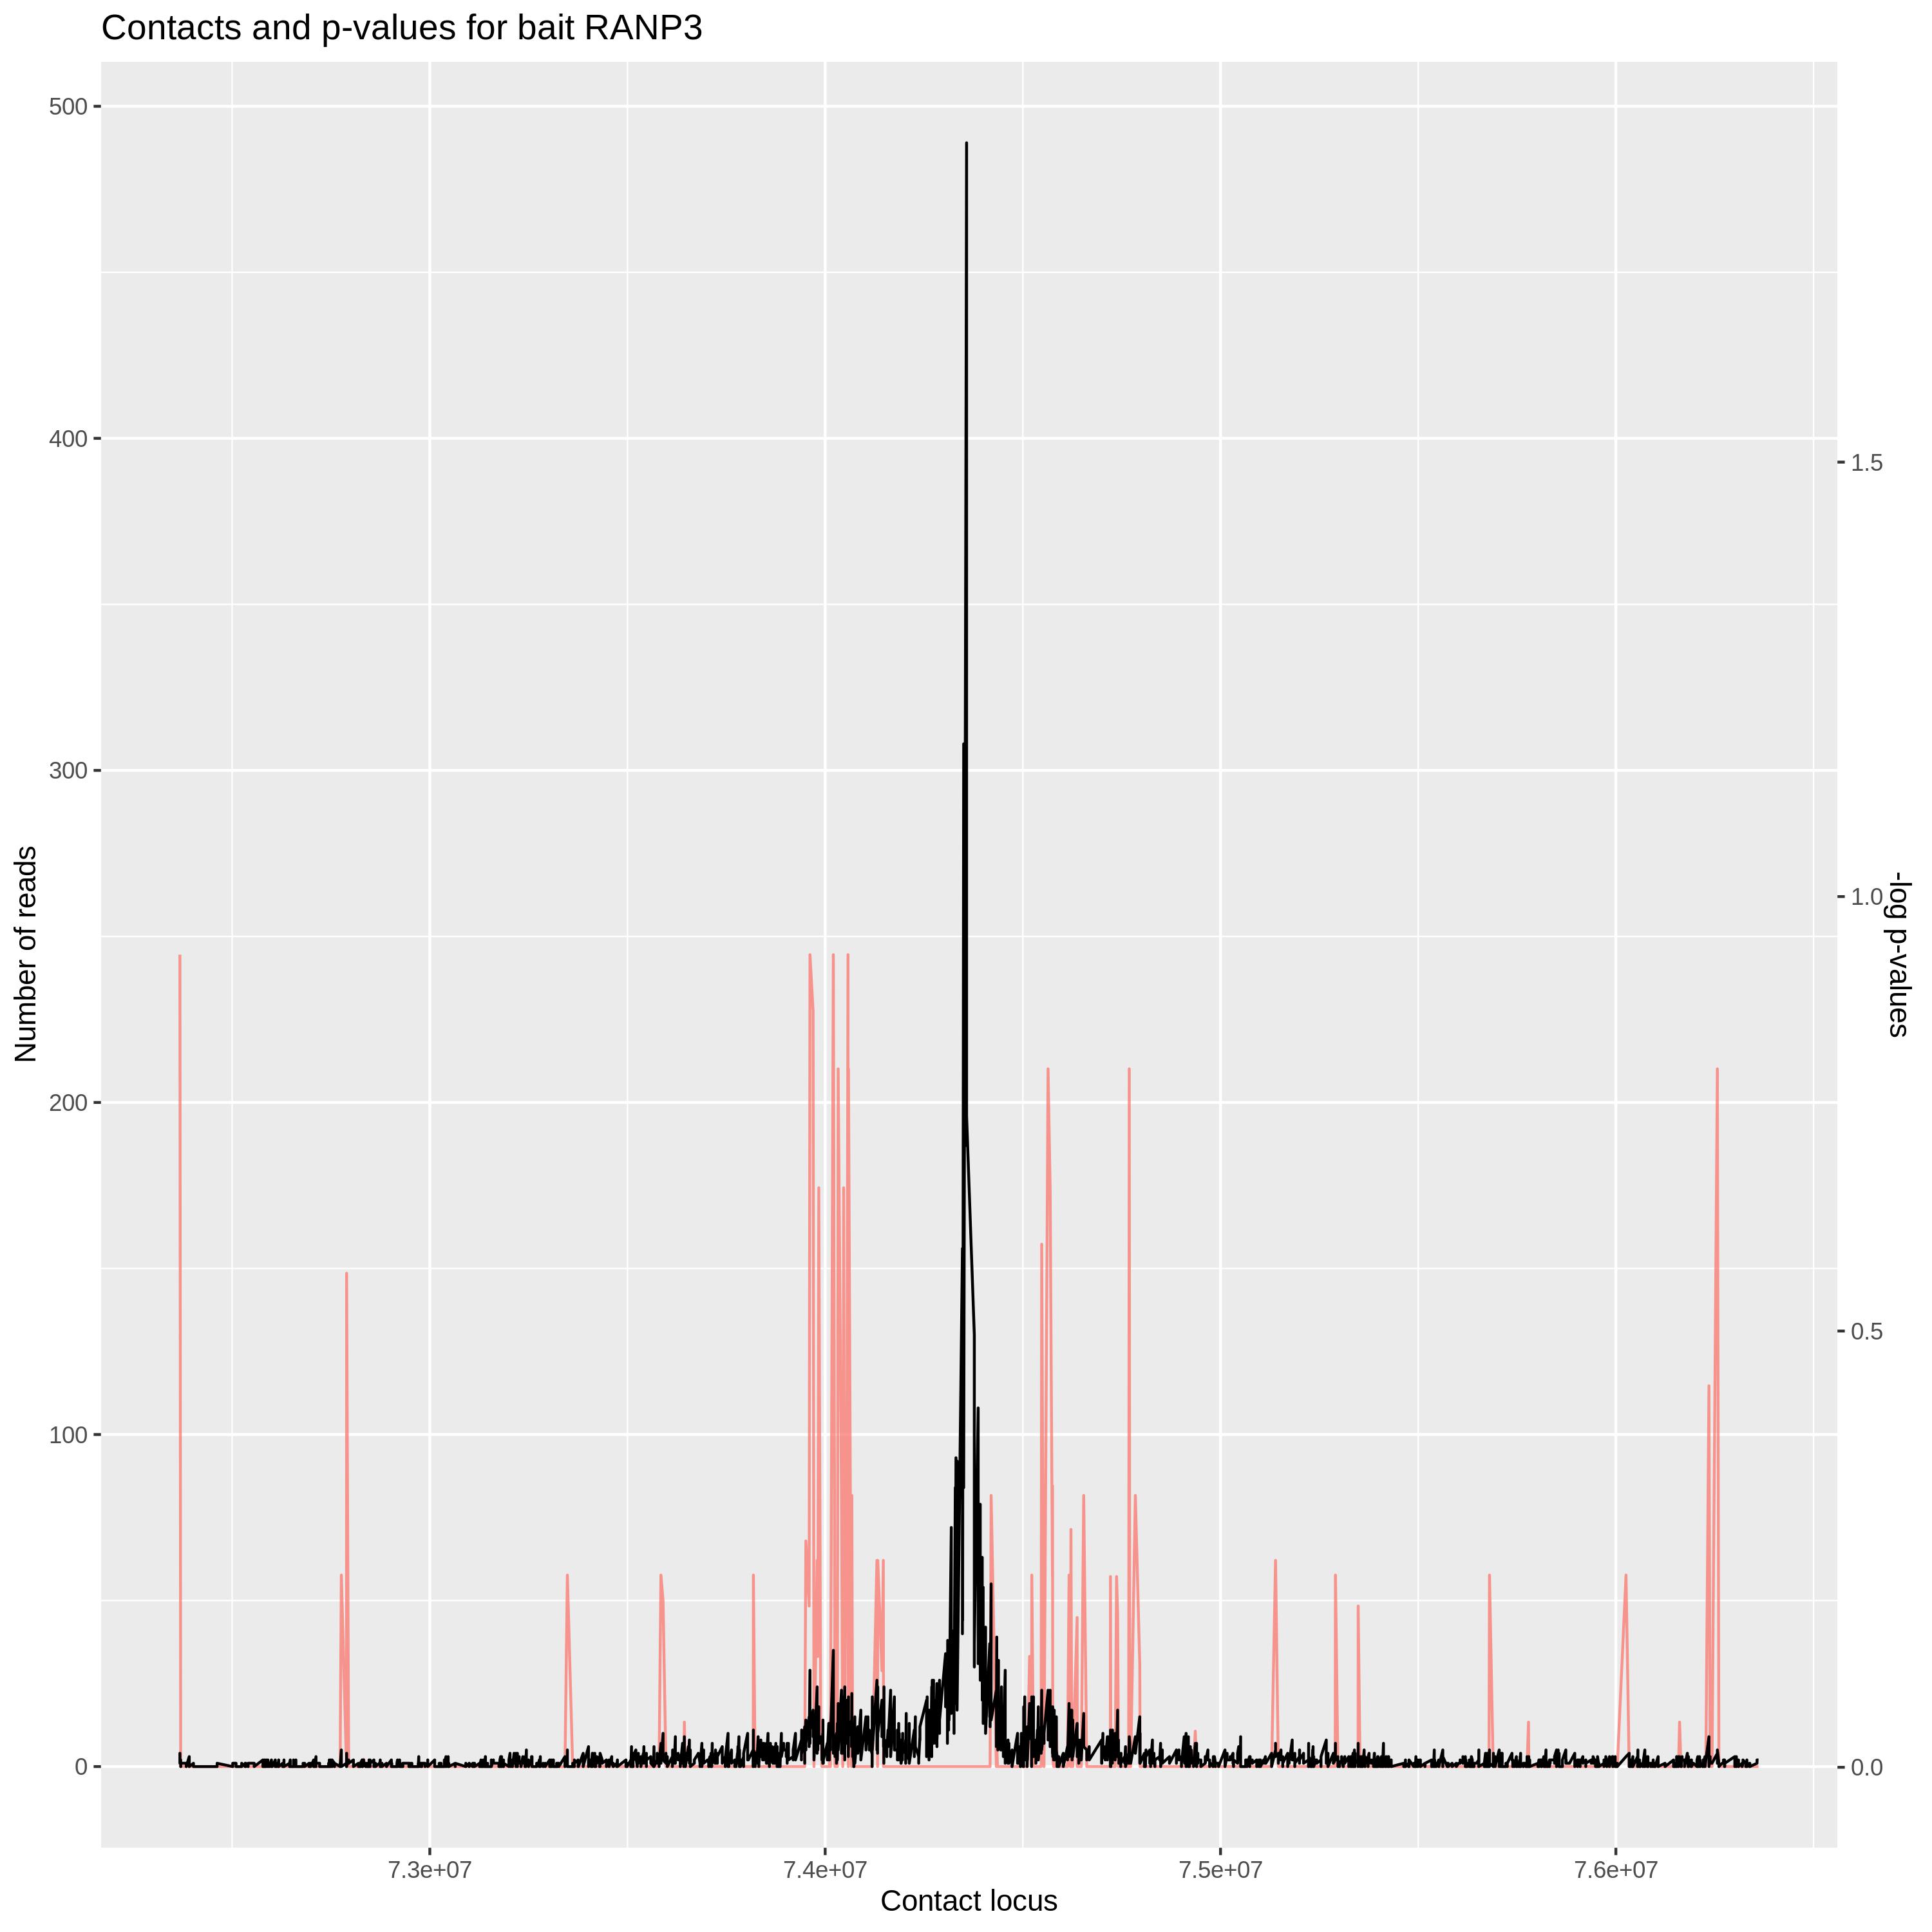 Contacts and p-values for bait RANP3
500
400
300
200
100
0
Number of reads
1.5
1.0
0.5
0.0
-log p-values
7.3e+07
7.4e+07
7.5e+07
7.6e+07
Contact locus